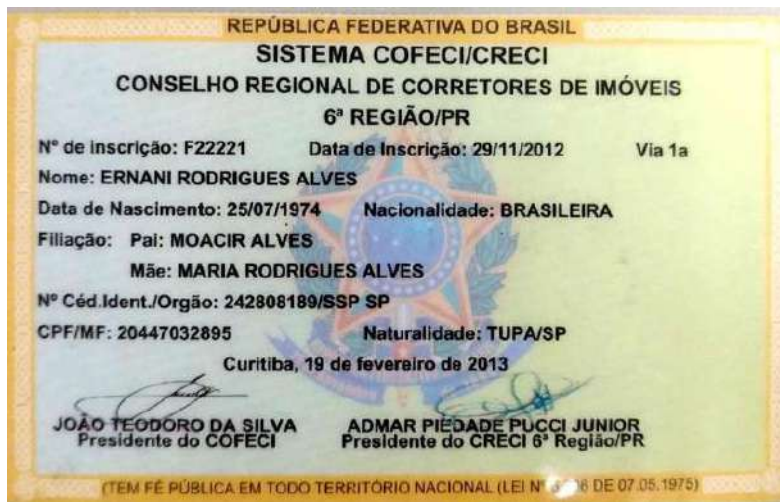 REPÚBLICA FEDERATIVA DO BRASIL
SISTEMA COFECI/CRECI
CONSELHO REGIONAL DE CORRETORES DE IMÓVEIS
6ª REGIÃO/PR
Nº de inscrição: F22221 Data de Inscrição: 29/11/2012 Via 1a
Nome: ERNANI RODRIGUES ALVES
Data de Nascimento: 25/07/1974 Nacionalidade: BRASILEIRA
Filiação: Pai: MOACIR ALVES
Mãe: MARIA RODRIGUES ALVES
Nº Céd.Ident./Orgão: 242808189/SSP SP
CPF/MF: 20447032895 Naturalidade: TUPA/SP
Curitiba, 19 de fevereiro de 2013
JOÃO TEODORO DA SILVA ADMAR PIEDADE PUCCI JUNIOR
Presidente do COFECI Presidente do CRECI 6ª Região/PR
(TEM FÉ PÚBLICA EM TODO TERRITÓRIO NACIONAL (LEI Nº DE 07.05.1975)